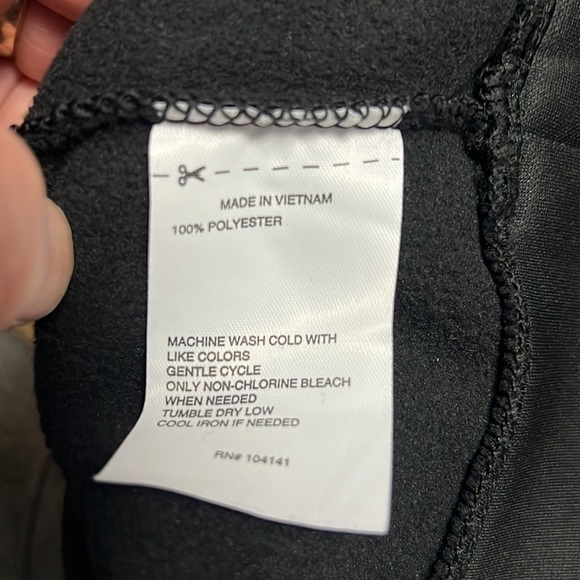 MADE IN VIETNAM
100% POLYESTER
MACHINE WASH COLD WITH
LIKE COLORS
GENTLE CYCLE
ONLY NON-CHLORINE BLEACH
WHEN NEEDED
TUMBLE DRY LOW
COOL IRON IF NEEDED
RN# 104141